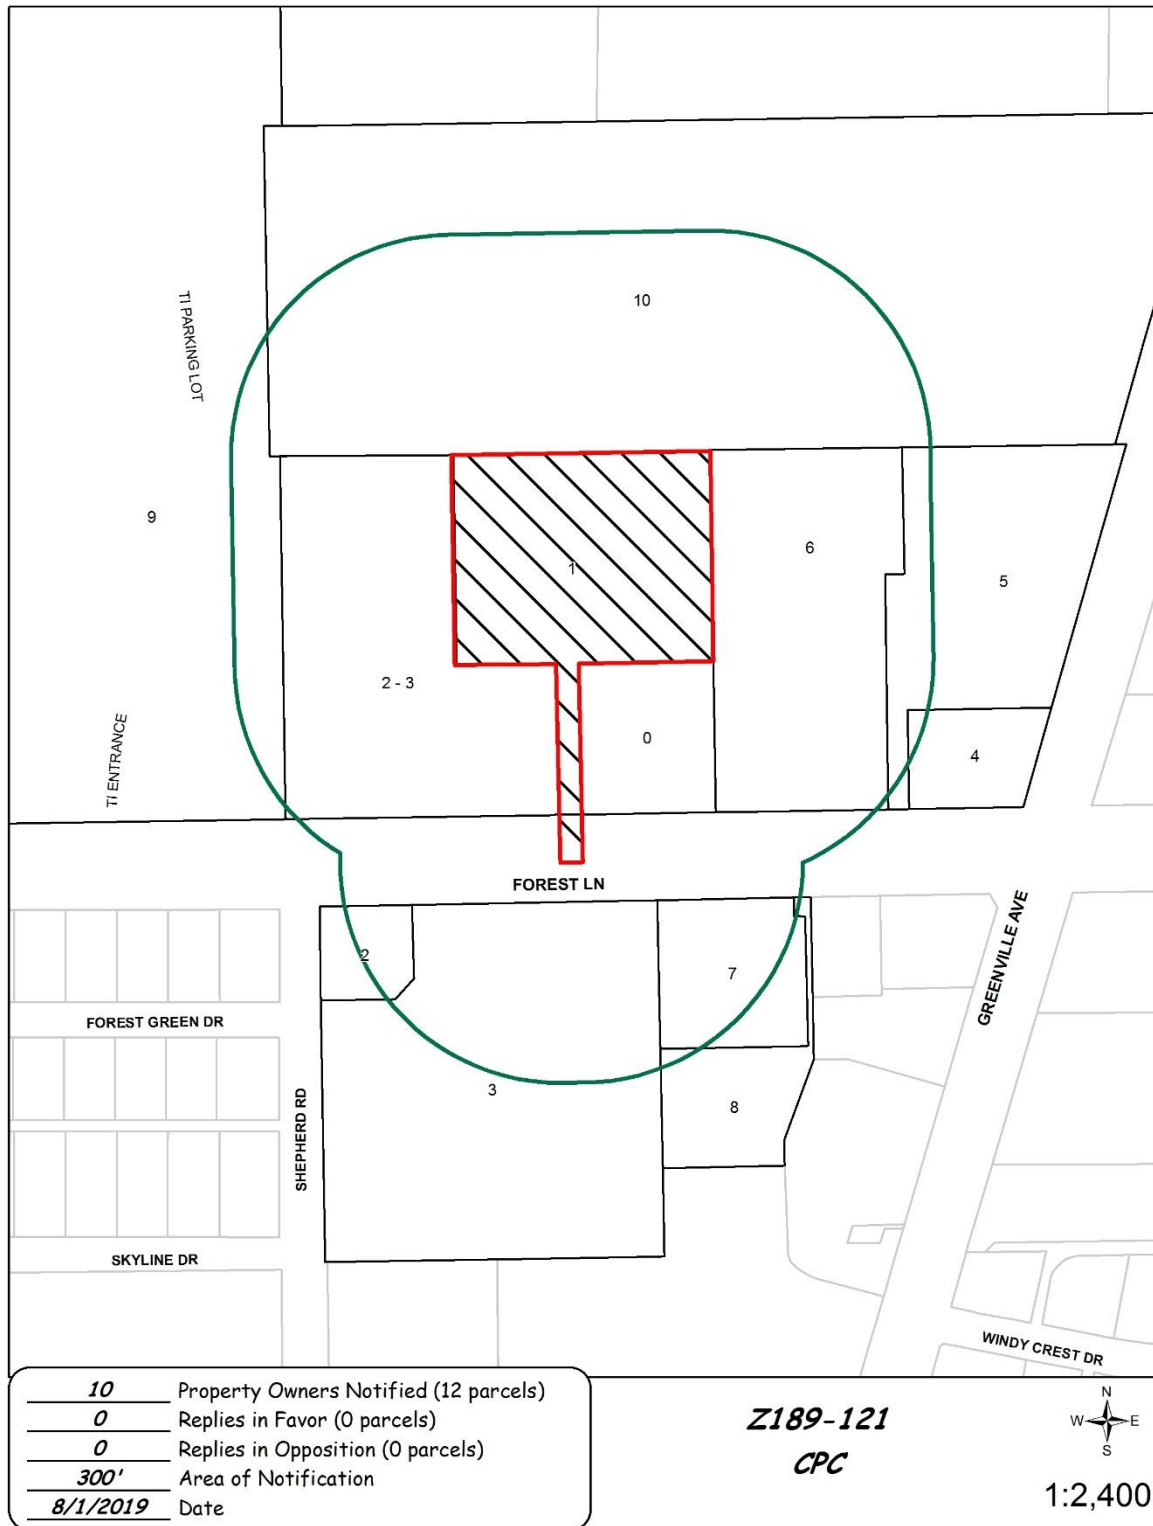 10
TI PARKING LOT
9
6
1
5
2 - 3
0
TI ENTRANCE
4
FOREST LN
2
7
GREENVILLE AVE
FOREST GREEN DR
3
8
SHEPHERD RD
SKYLINE DR
WINDY CREST DR
10 Property Owners Notified (12 parcels)
0 Replies in Favor (0 parcels)
0 Replies in Opposition (0 parcels)
300' Area of Notification
8/1/2019 Date
Z189-121
CPC
N
W E
S
1:2,400